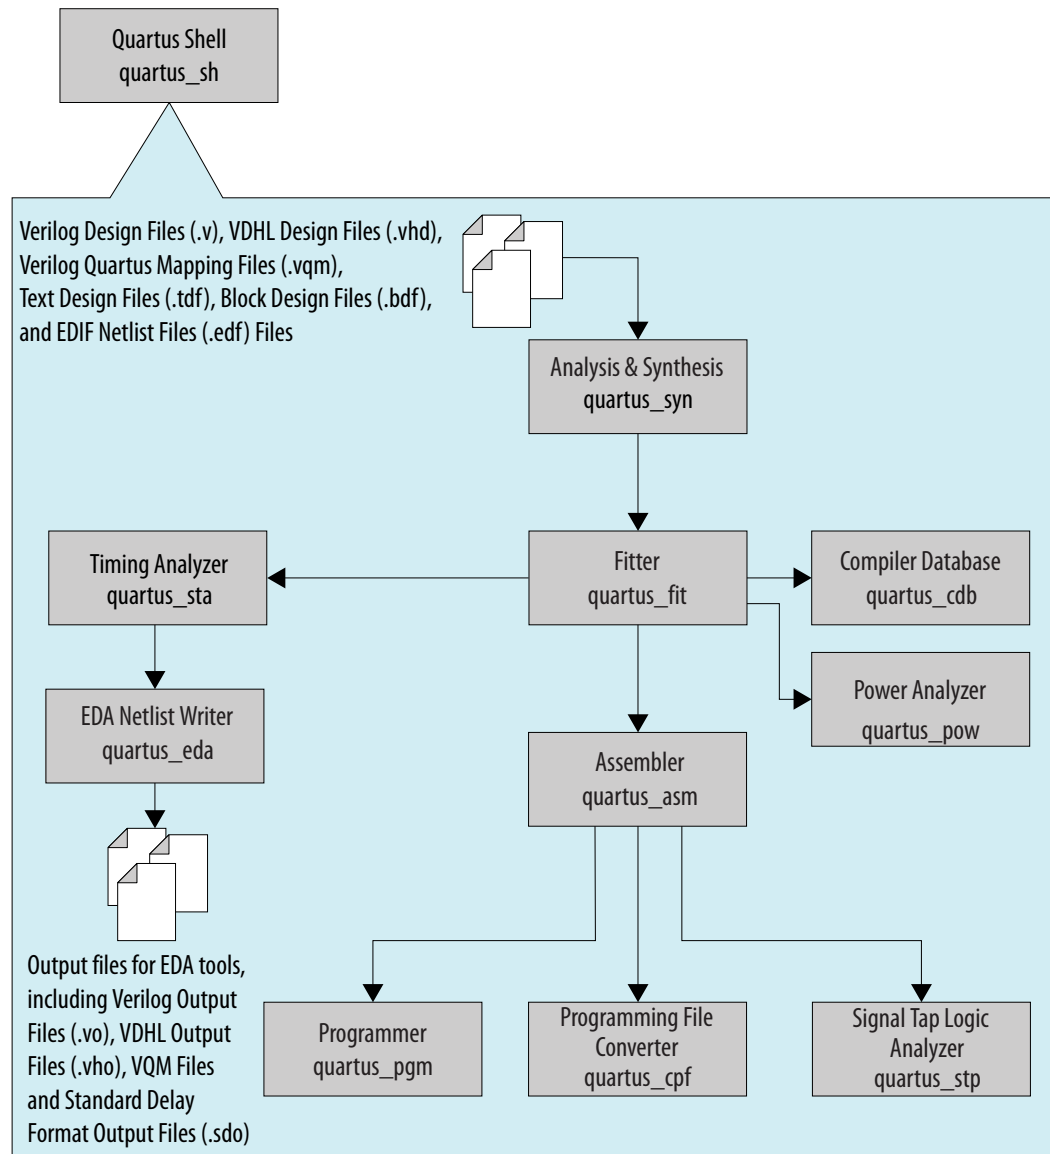 Quartus Shell
quartus_sh
Verilog Design Files (.v), VDHL Design Files (.vhd),
Verilog Quartus Mapping Files (.vqm),
Text Design Files (.tdf), Block Design Files (.bdf),
and EDIF Netlist Files (.edf) Files
Analysis & Synthesis
quartus_syn
Timing Analyzer
quartus_sta
Fitter
quartus_fit
Compiler Database
quartus_cdb
Power Analyzer
quartus_pow
EDA Netlist Writer
quartus_eda
Assembler
quartus_asm
Output files for EDA tools,
including Verilog Output
Files (.vo), VDHL Output
Files (.vho), VQM Files
and Standard Delay
Format Output Files (.sdo)
Programmer
quartus_pgm
Programming File
Converter
quartus_cpf
Signal Tap Logic
Analyzer
quartus_stp